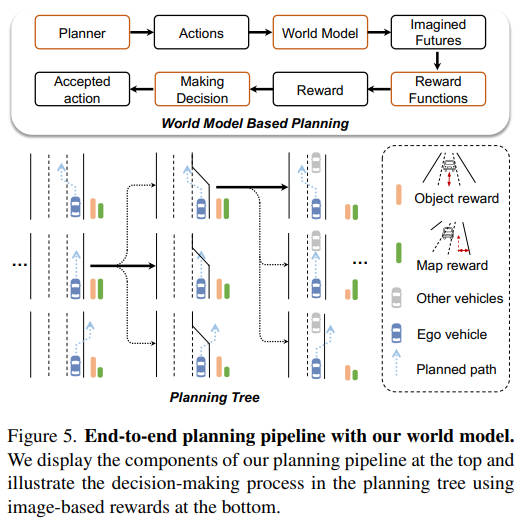 Planner
Actions
World Model
Imagined
Futures
Accepted
action
Making
Decision
Reward
Reward
Functions
World Model Based Planning
...
...
Planning Tree
Object reward
Map reward
Other vehicles
Ego vehicle
Planned path
Figure 5. End-to-end planning pipeline with our world model.
We display the components of our planning pipeline at the top and
illustrate the decision-making process in the planning tree using
image-based rewards at the bottom.